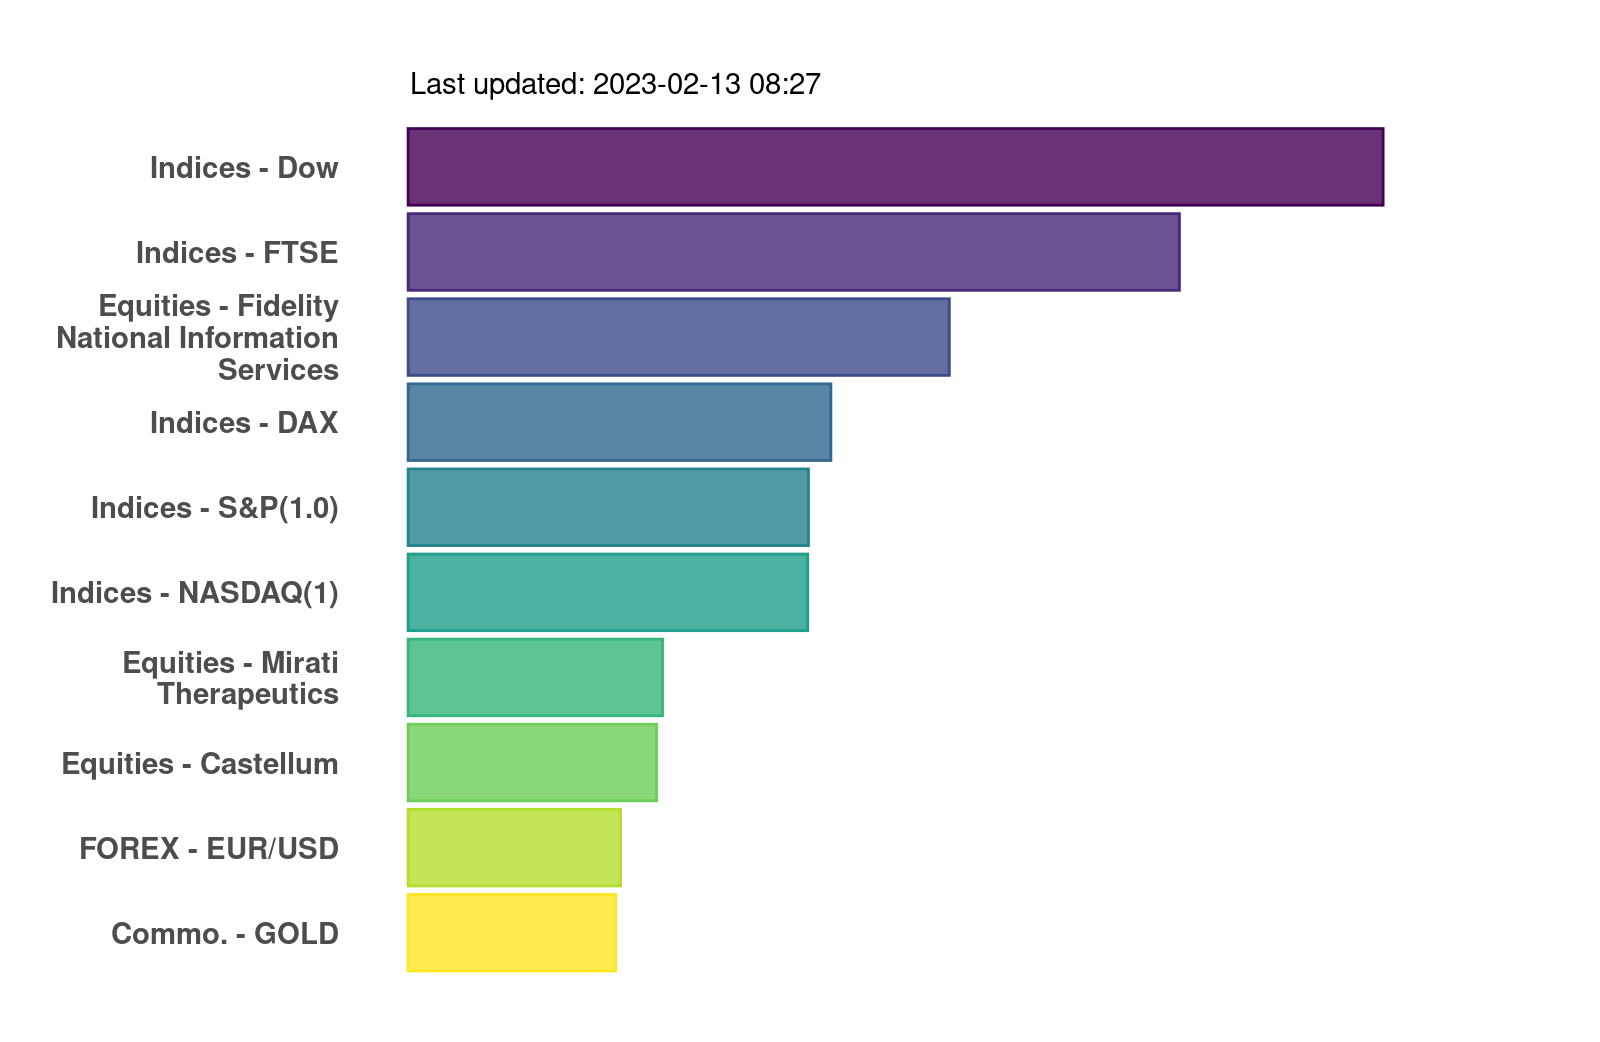 Last updated: 2023-02-13 08:27
Indices - Dow
Indices - FTSE
Equities - Fidelity
National Information
Services
Indices - DAX
Indices - S&P(1.0)
Indices - NASDAQ(1)
Equities - Mirati
Therapeutics
Equities - Castellum
FOREX - EUR/USD
Commo. - GOLD